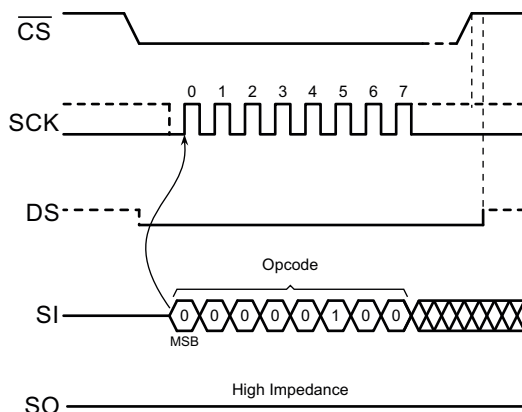 CS
0 1 2 3 4 5 6 7
SCK
DS
Opcode
SI 0 0 0 0 0 1 0 0
MSB
High Impedance
SO